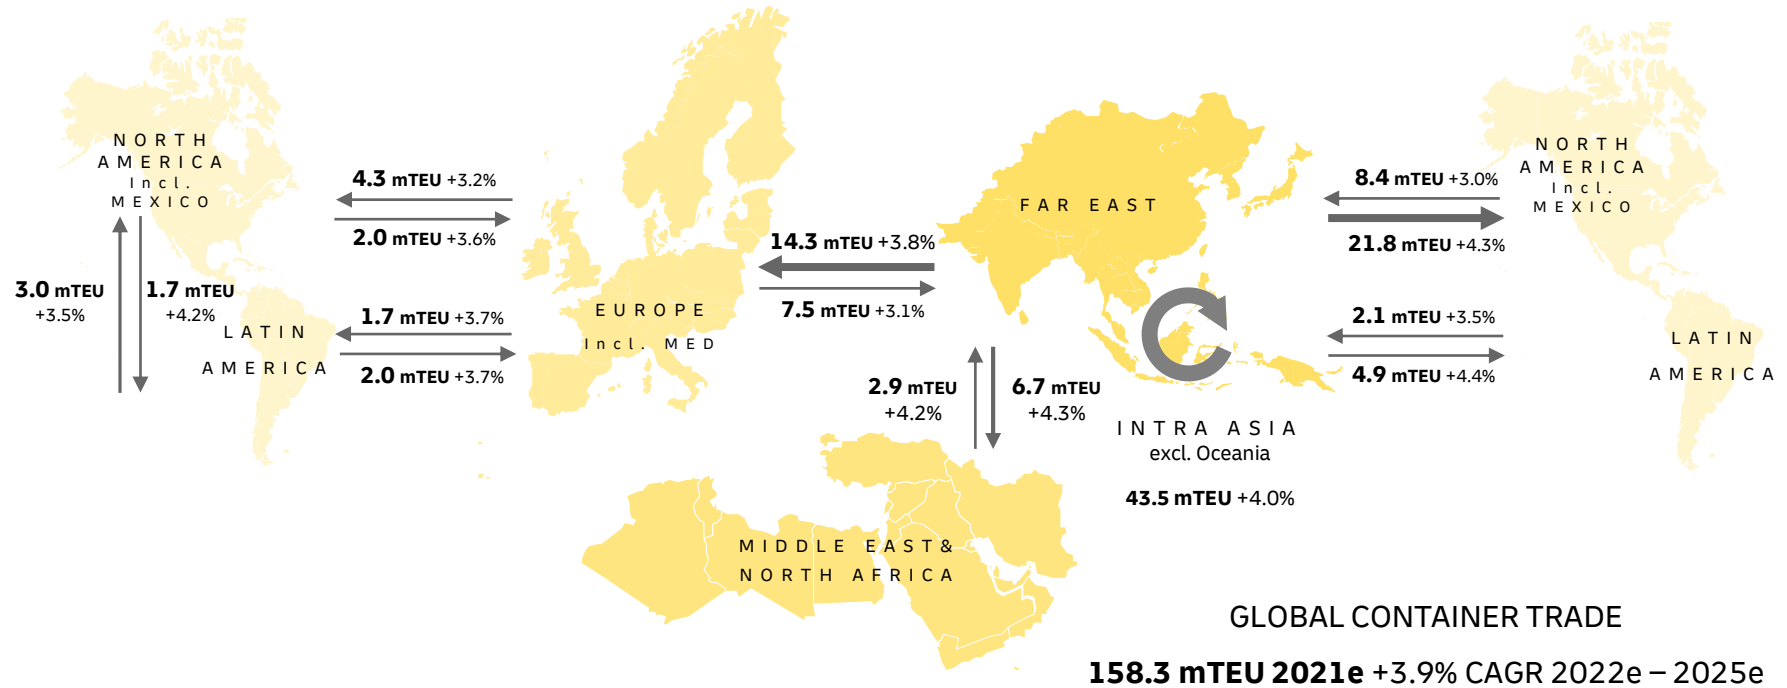 NORTH
AMERICA
Incl.
MEXICO
4.3 mTEU +3.2%
2.0 mTEU +3.6%
3.0 mTEU
+3.5%
1.7 mTEU
+4.2%
LATIN
AMERICA
1.7 mTEU +3.7%
2.0 mTEU +3.7%
EUROPE
Incl. MED
14.3 mTEU +3.8%
7.5 mTEU +3.1%
FAR EAST
2.9 mTEU
+4.2%
6.7 mTEU
+4.3%
INTRA ASIA
excl. Oceania
43.5 mTEU +4.0%
MIDDLE EAST&
NORTH AFRICA
8.4 mTEU +3.0%
21.8 mTEU +4.3%
NORTH
AMERICA
Incl.
MEXICO
2.1 mTEU +3.5%
4.9 mTEU +4.4%
LATIN
AMERICA
GLOBAL CONTAINER TRADE
158.3 mTEU 2021e +3.9% CAGR 2022e – 2025e